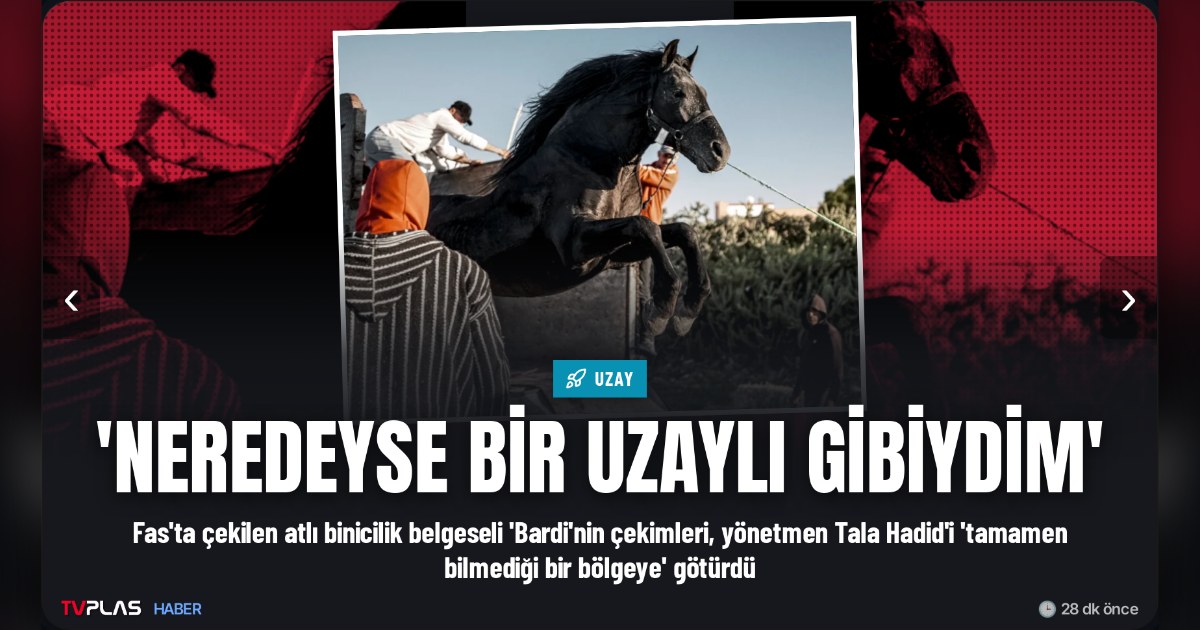 UZAY
'NEREDEYSE BİR UZAYLI GİBİYDİM'
Fas'ta çekilen atlı binicilik belgeseli 'Bardi'nin çekimleri, yönetmen Tala Hadid'i 'tamamen
bilmediği bir bölgeye' götürdü
TVPLAS HABER
28 dk önce